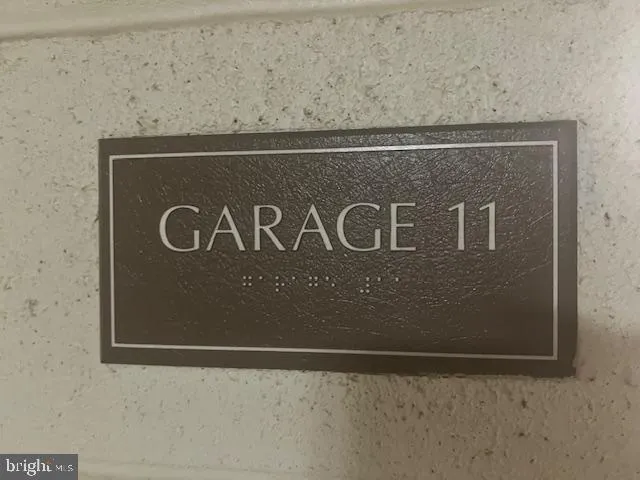 GARAGE 11
⠛⠁⠗⠁⠛⠑ ⠼⠁⠁
bright MLS